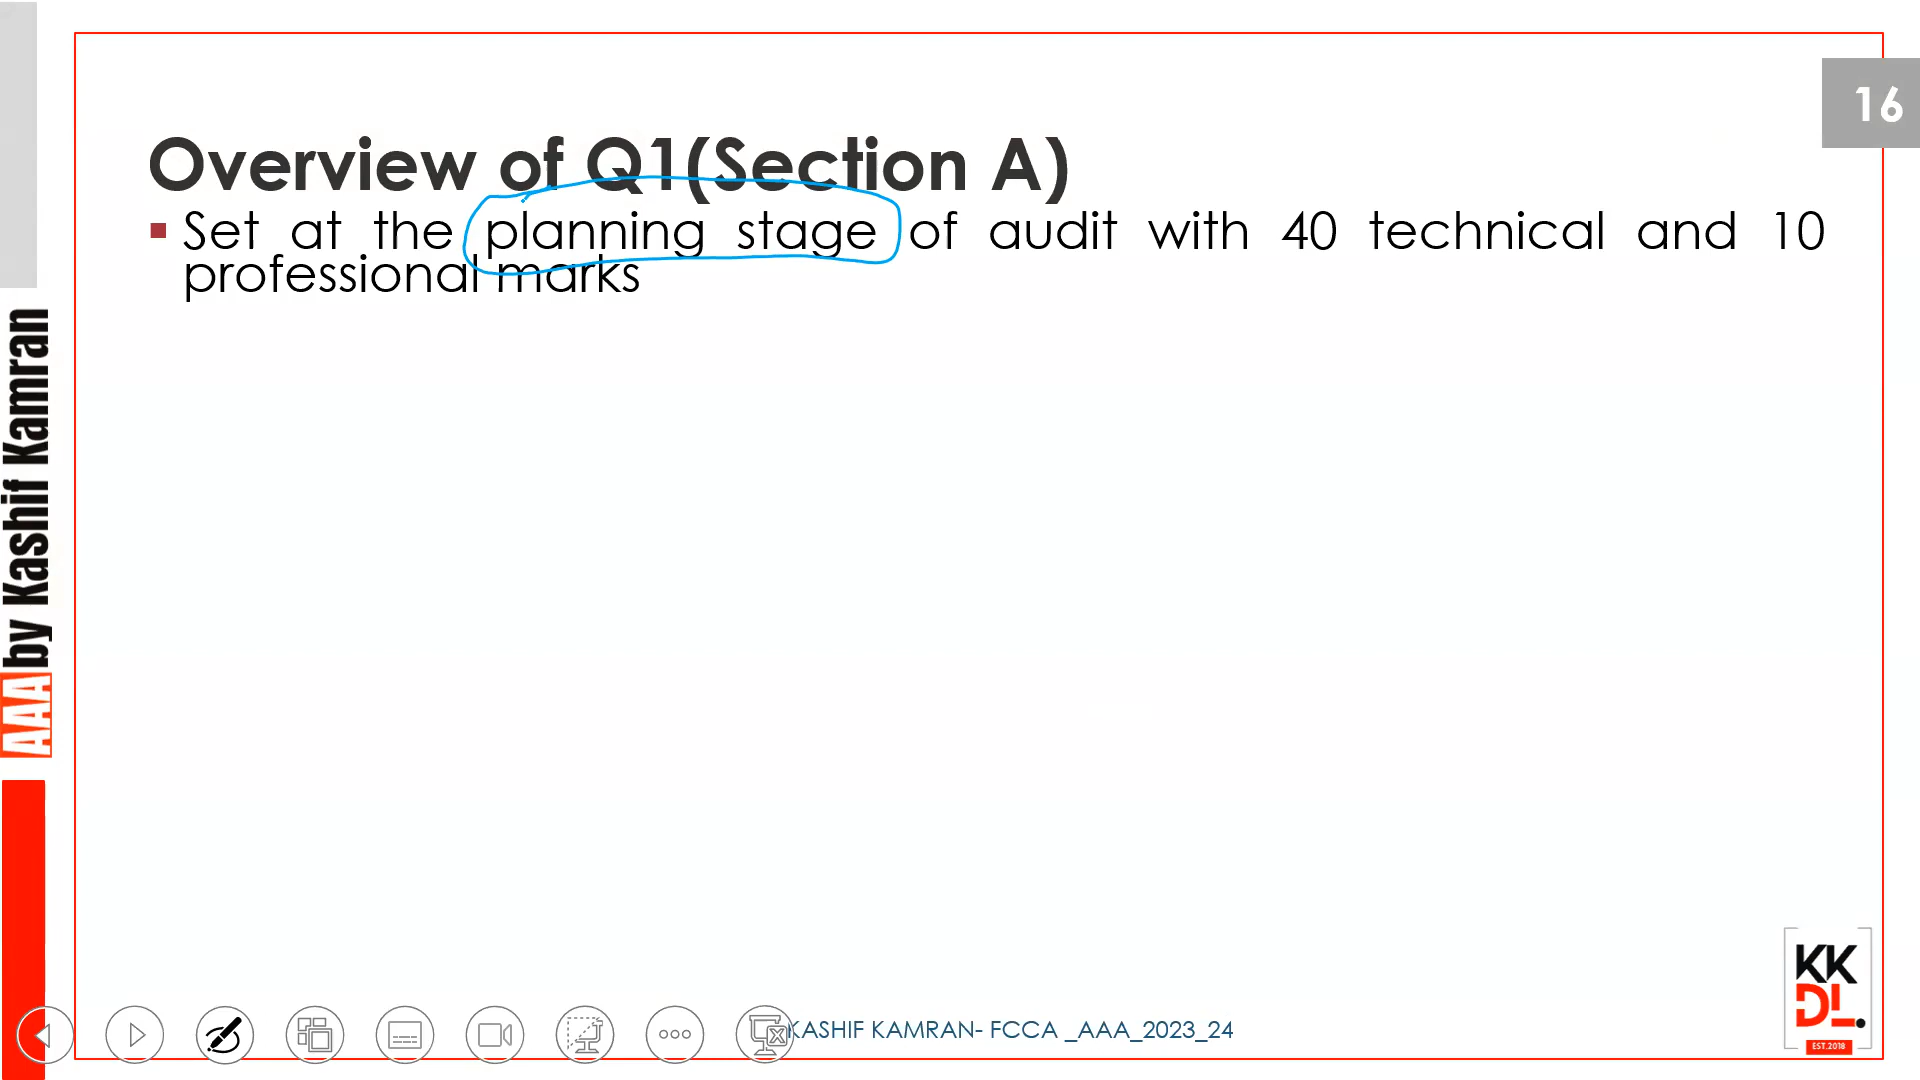 16
Overview of Q1(Section A)
Set at the planning stage of audit with 40 technical and 10
professional marks
AAA by Kashif Kamran
KASHIF KAMRAN- FCCA _AAA_2023_24
KK
DL.
EST.2018